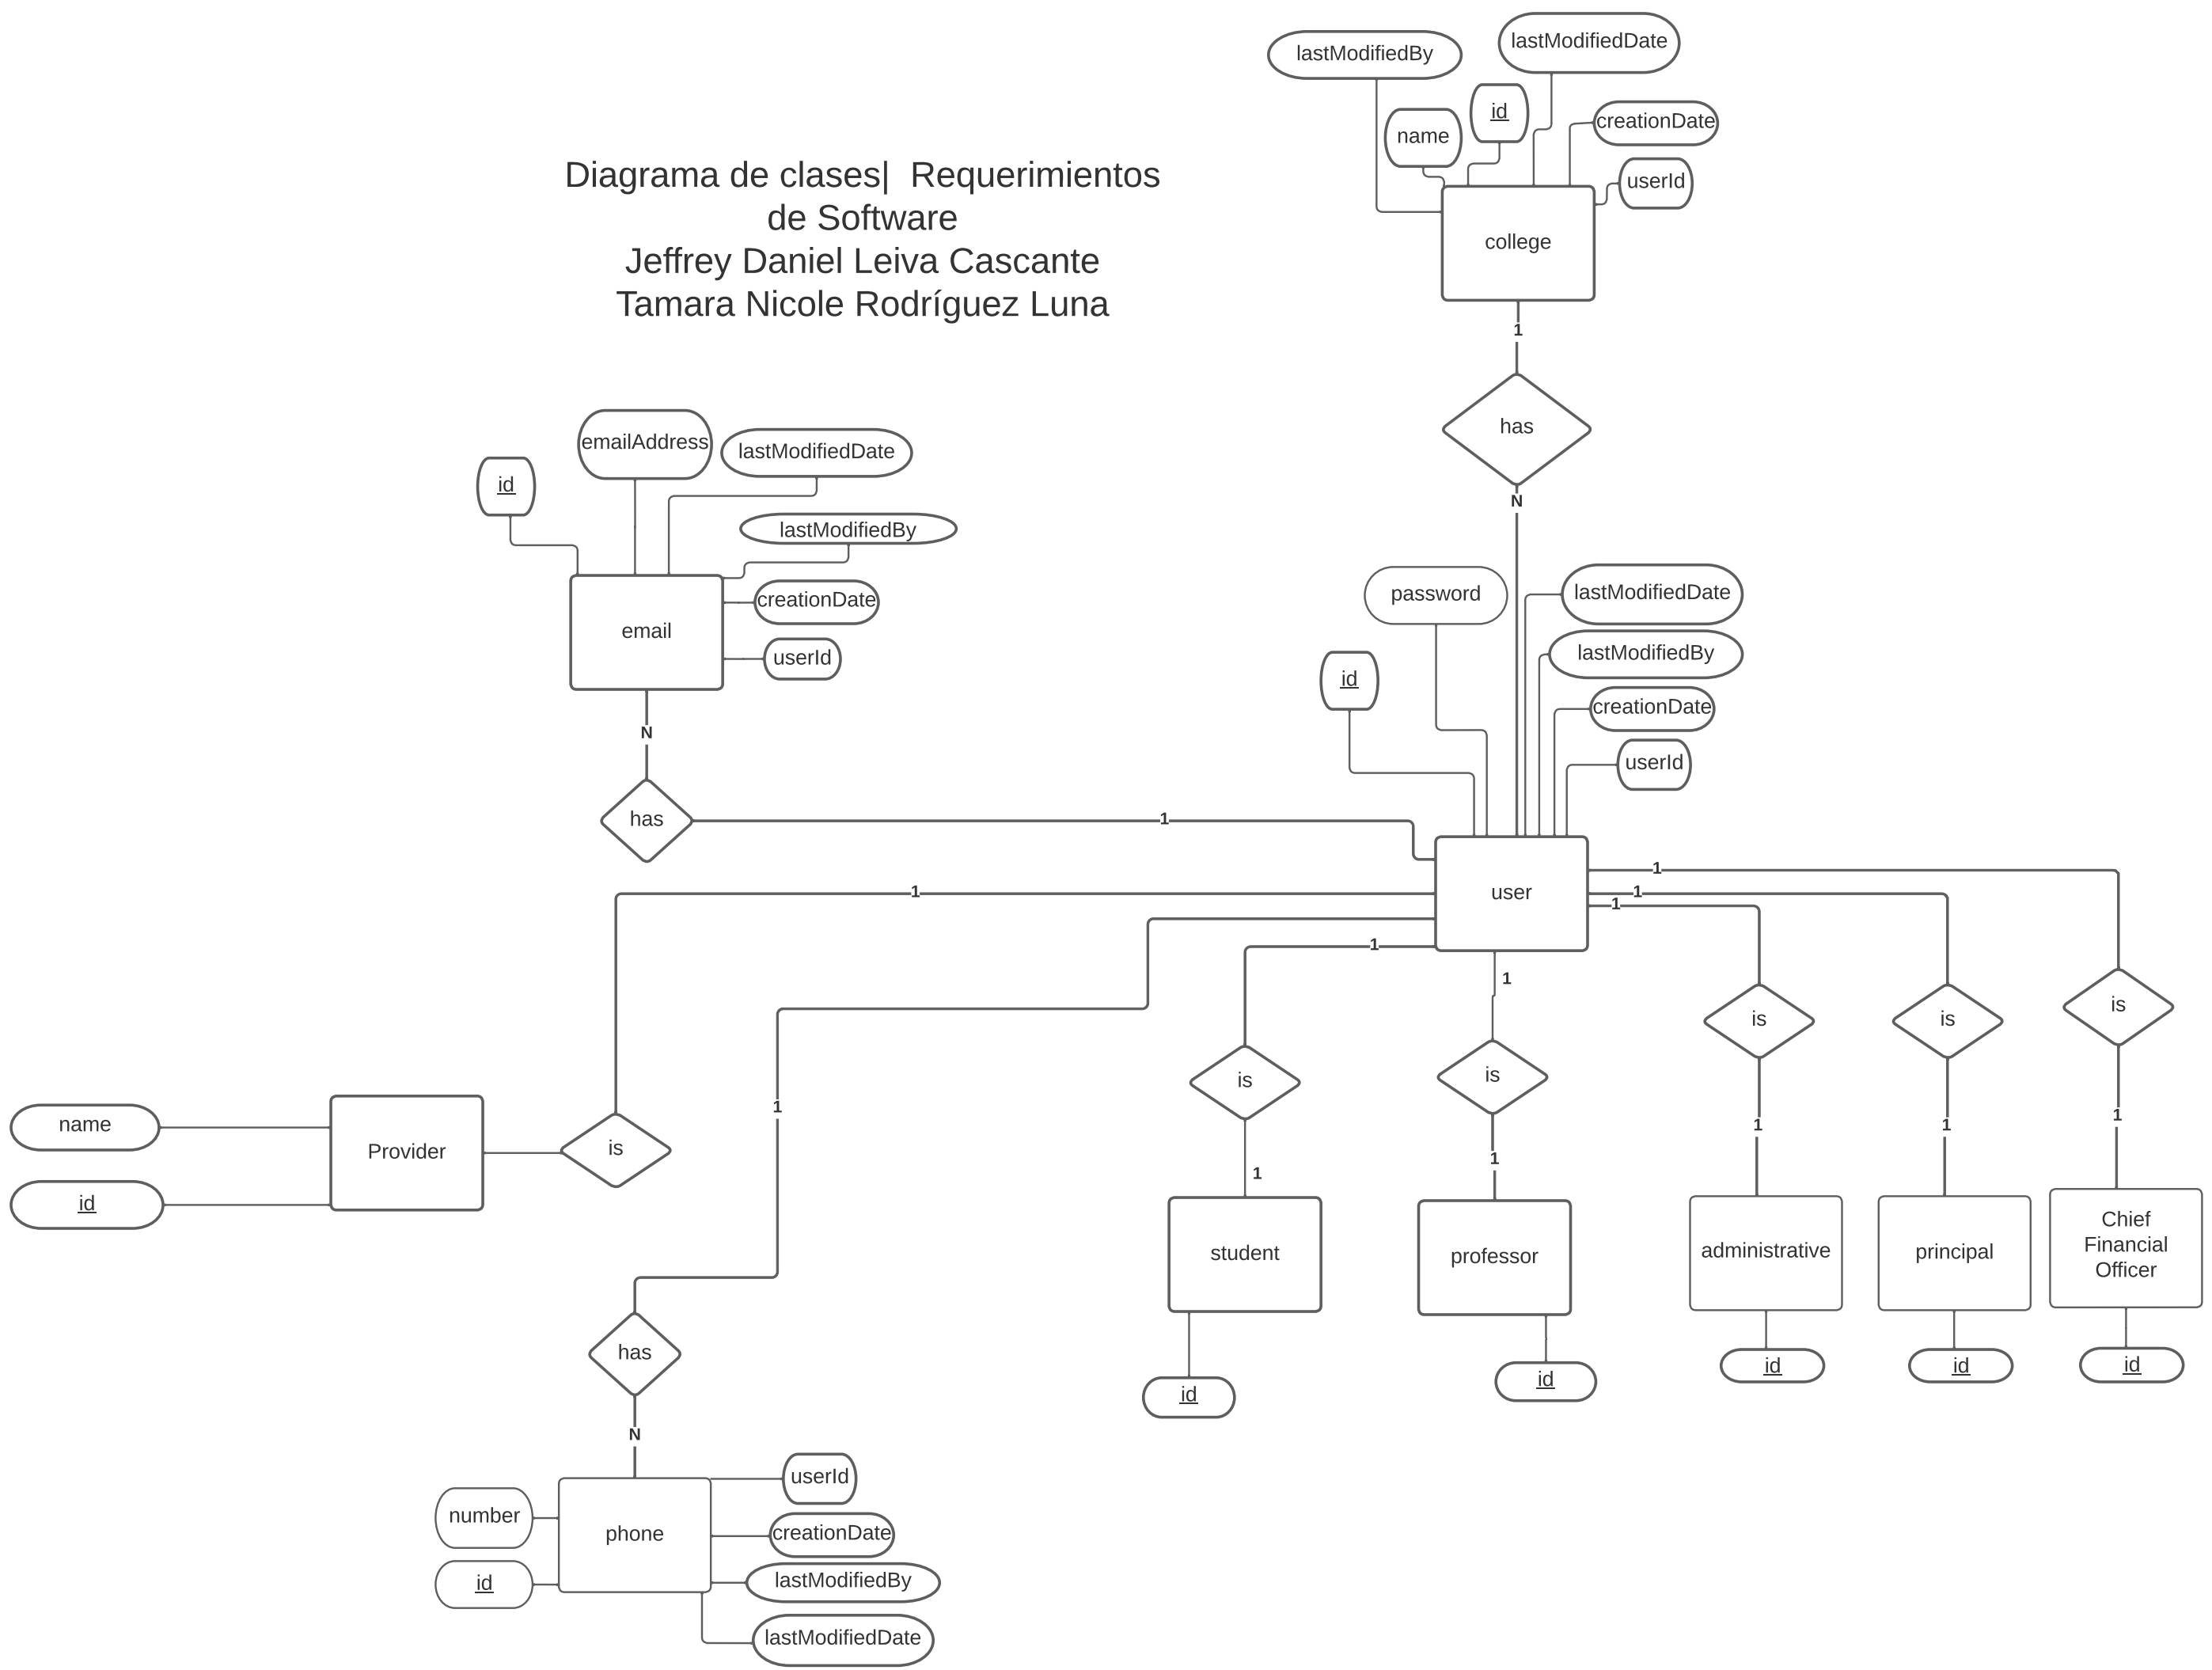 lastModifiedBy
lastModifiedDate
name
id
creationDate
userId
college
1
has
N
Diagrama de clases|  Requerimientos
de Software
Jeffrey Daniel Leiva Cascante
Tamara Nicole Rodríguez Luna
id
emailAddress
lastModifiedDate
lastModifiedBy
creationDate
userId
email
N
has
1
password
id
lastModifiedDate
lastModifiedBy
creationDate
userId
user
1
1
1
1
1
1
1
name
id
Provider
is
is
1
student
id
is
1
professor
id
is
1
administrative
id
is
1
principal
id
is
1
Chief
Financial
Officer
id
has
N
number
id
phone
userId
creationDate
lastModifiedBy
lastModifiedDate